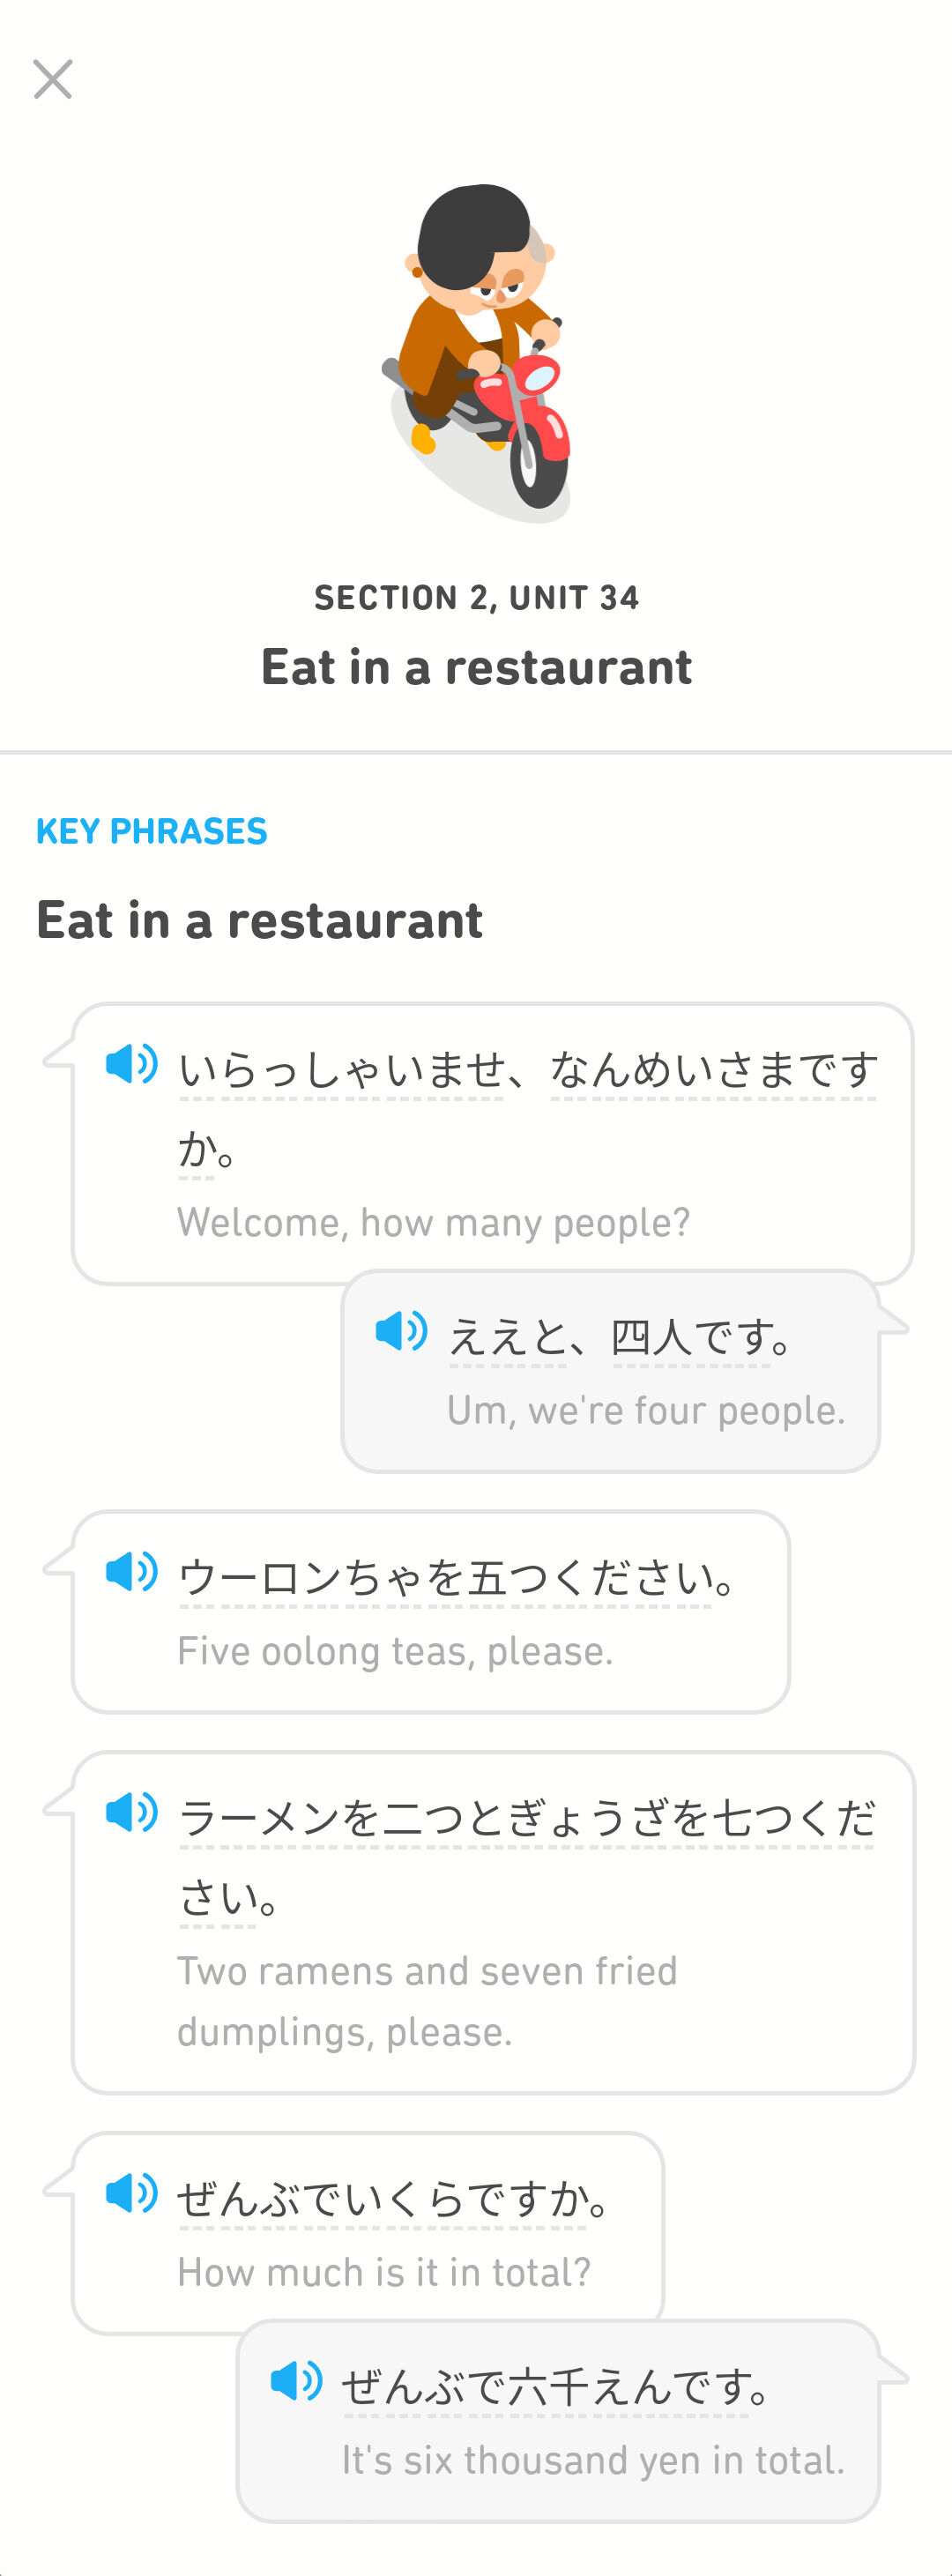 SECTION 2, UNIT 34
Eat in a restaurant
KEY PHRASES
Eat in a restaurant
いらっしゃいませ、なんめいさまです
か。
Welcome, how many people?
ええと、四人です。
Um, we're four people.
ウーロンちゃを五つください。
Five oolong teas, please.
ラーメンを二つとぎょうざを七つくだ
さい。
Two ramens and seven fried
dumplings, please.
ぜんぶでいくらですか。
How much is it in total?
ぜんぶで六千えんです。
It's six thousand yen in total.